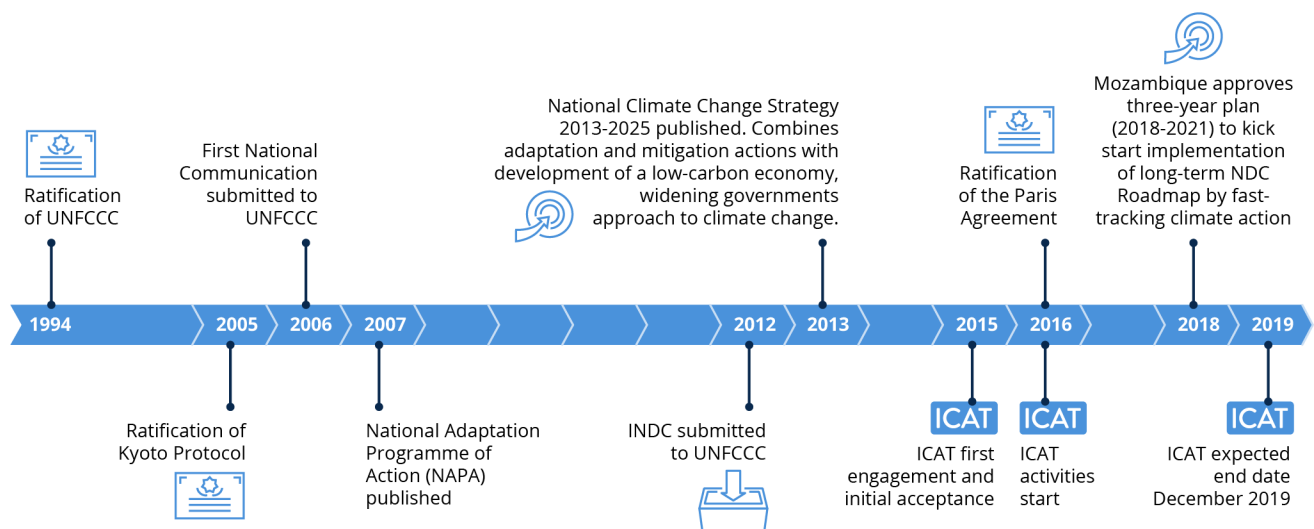 Ratification
of UNFCCC
First National
Communication
submitted to
UNFCCC
National Climate Change Strategy
2013-2025 published. Combines
adaptation and mitigation actions with
development of a low-carbon economy,
widening governments
approach to climate change.
Ratification
of the Paris
Agreement
Mozambique approves
three-year plan
(2018-2021) to kick
start implementation
of long-term NDC
Roadmap by fast-
tracking climate action
1994
2005
2006
2007
2012
2013
2015
2016
2018
2019
Ratification of
Kyoto Protocol
National Adaptation
Programme of
Action (NAPA)
published
INDC submitted
to UNFCCC
ICAT
ICAT first
engagement and
initial acceptance
ICAT
ICAT
activities
start
ICAT
ICAT expected
end date
December 2019